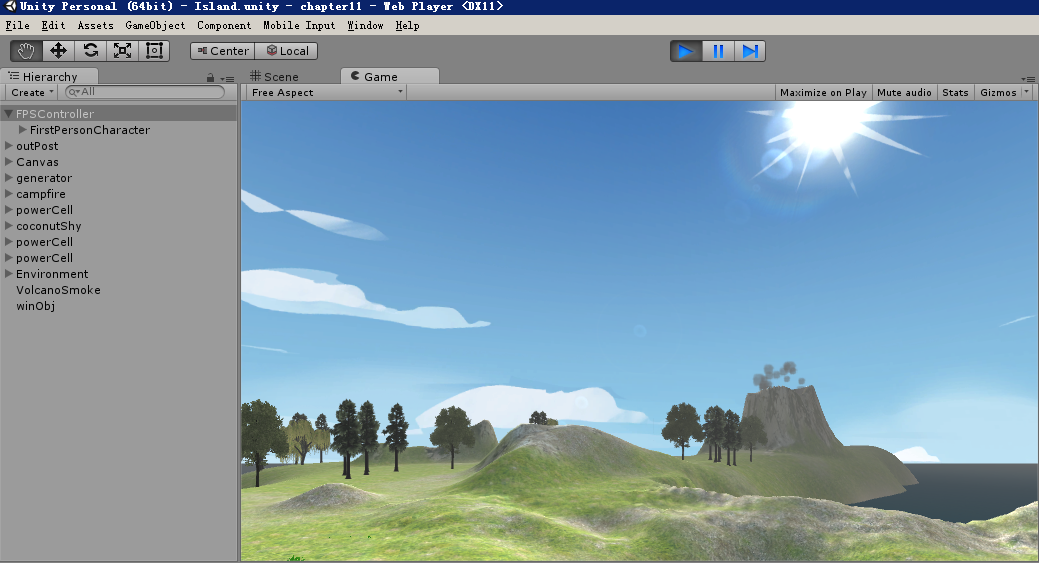 Unity Personal (64bit) - Island.unity - chapter11 - Web Player <DX11>
File Edit Assets GameObject Component Mobile Input Window Help
Center Local
Hierarchy Scene Game
Create All Free Aspect Maximize on Play Mute audio Stats Gizmos
FPSController
FirstPersonCharacter
outPost
Canvas
generator
campfire
powerCell
coconutShy
powerCell
powerCell
Environment
VolcanoSmoke
winObj